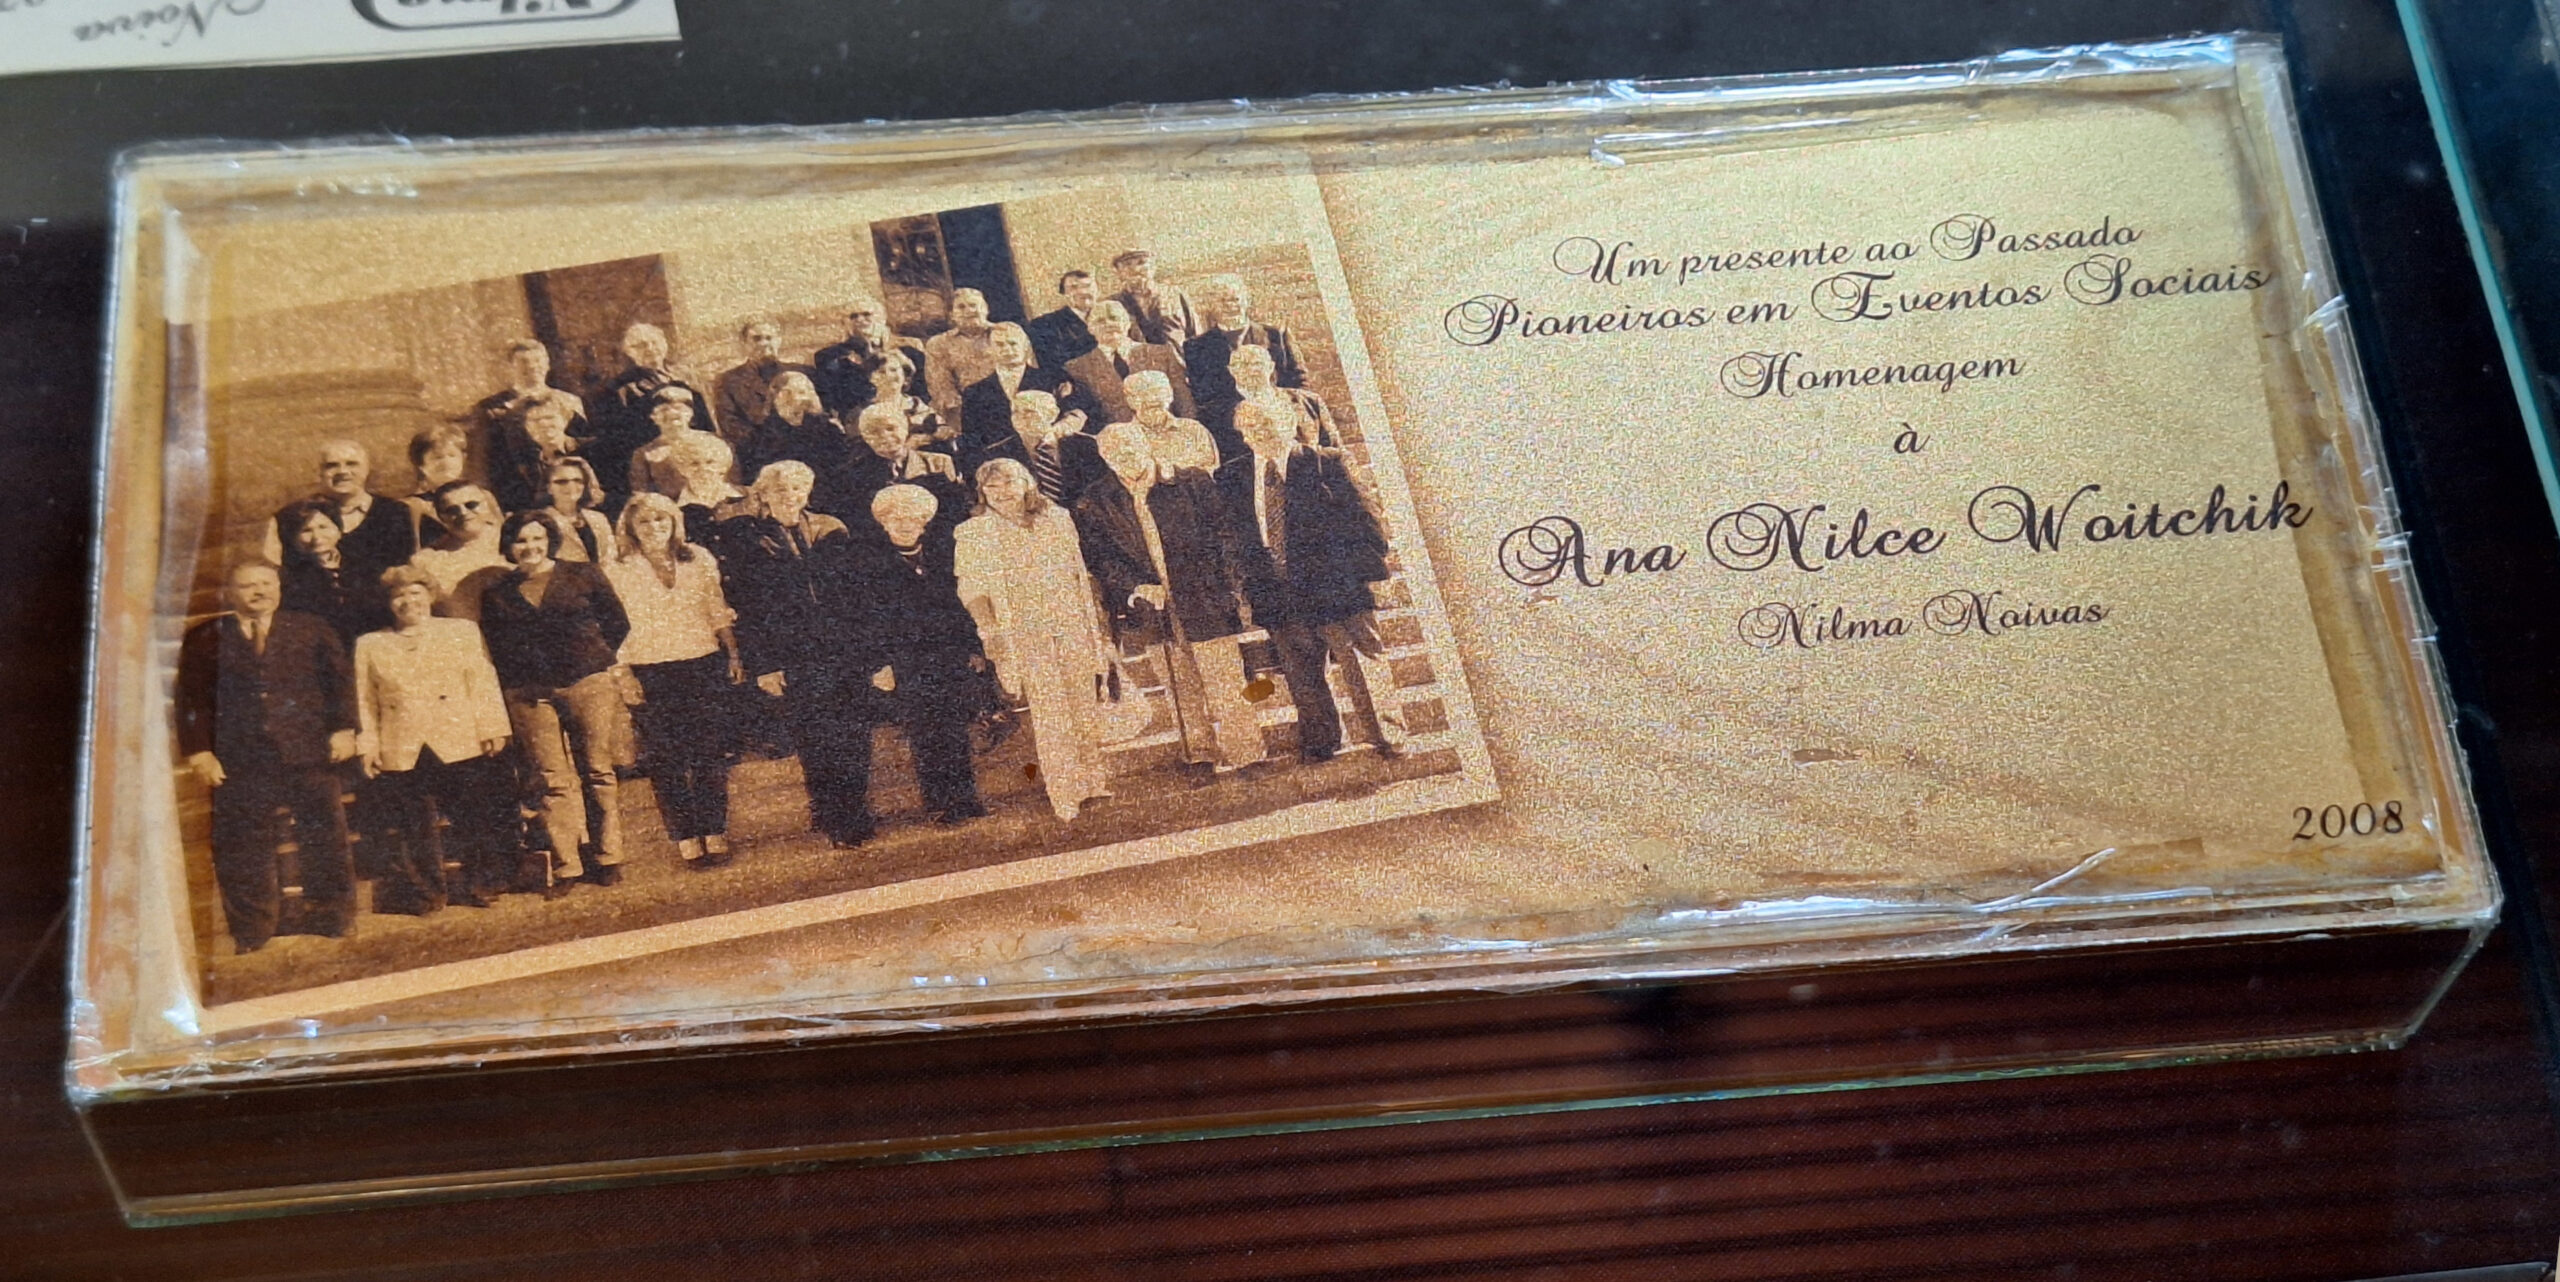 Um presente ao Passado
Pioneiros em Eventos Sociais
Homenagem
à
Ana Nilce Woitchik
Nilma Noivas
2008